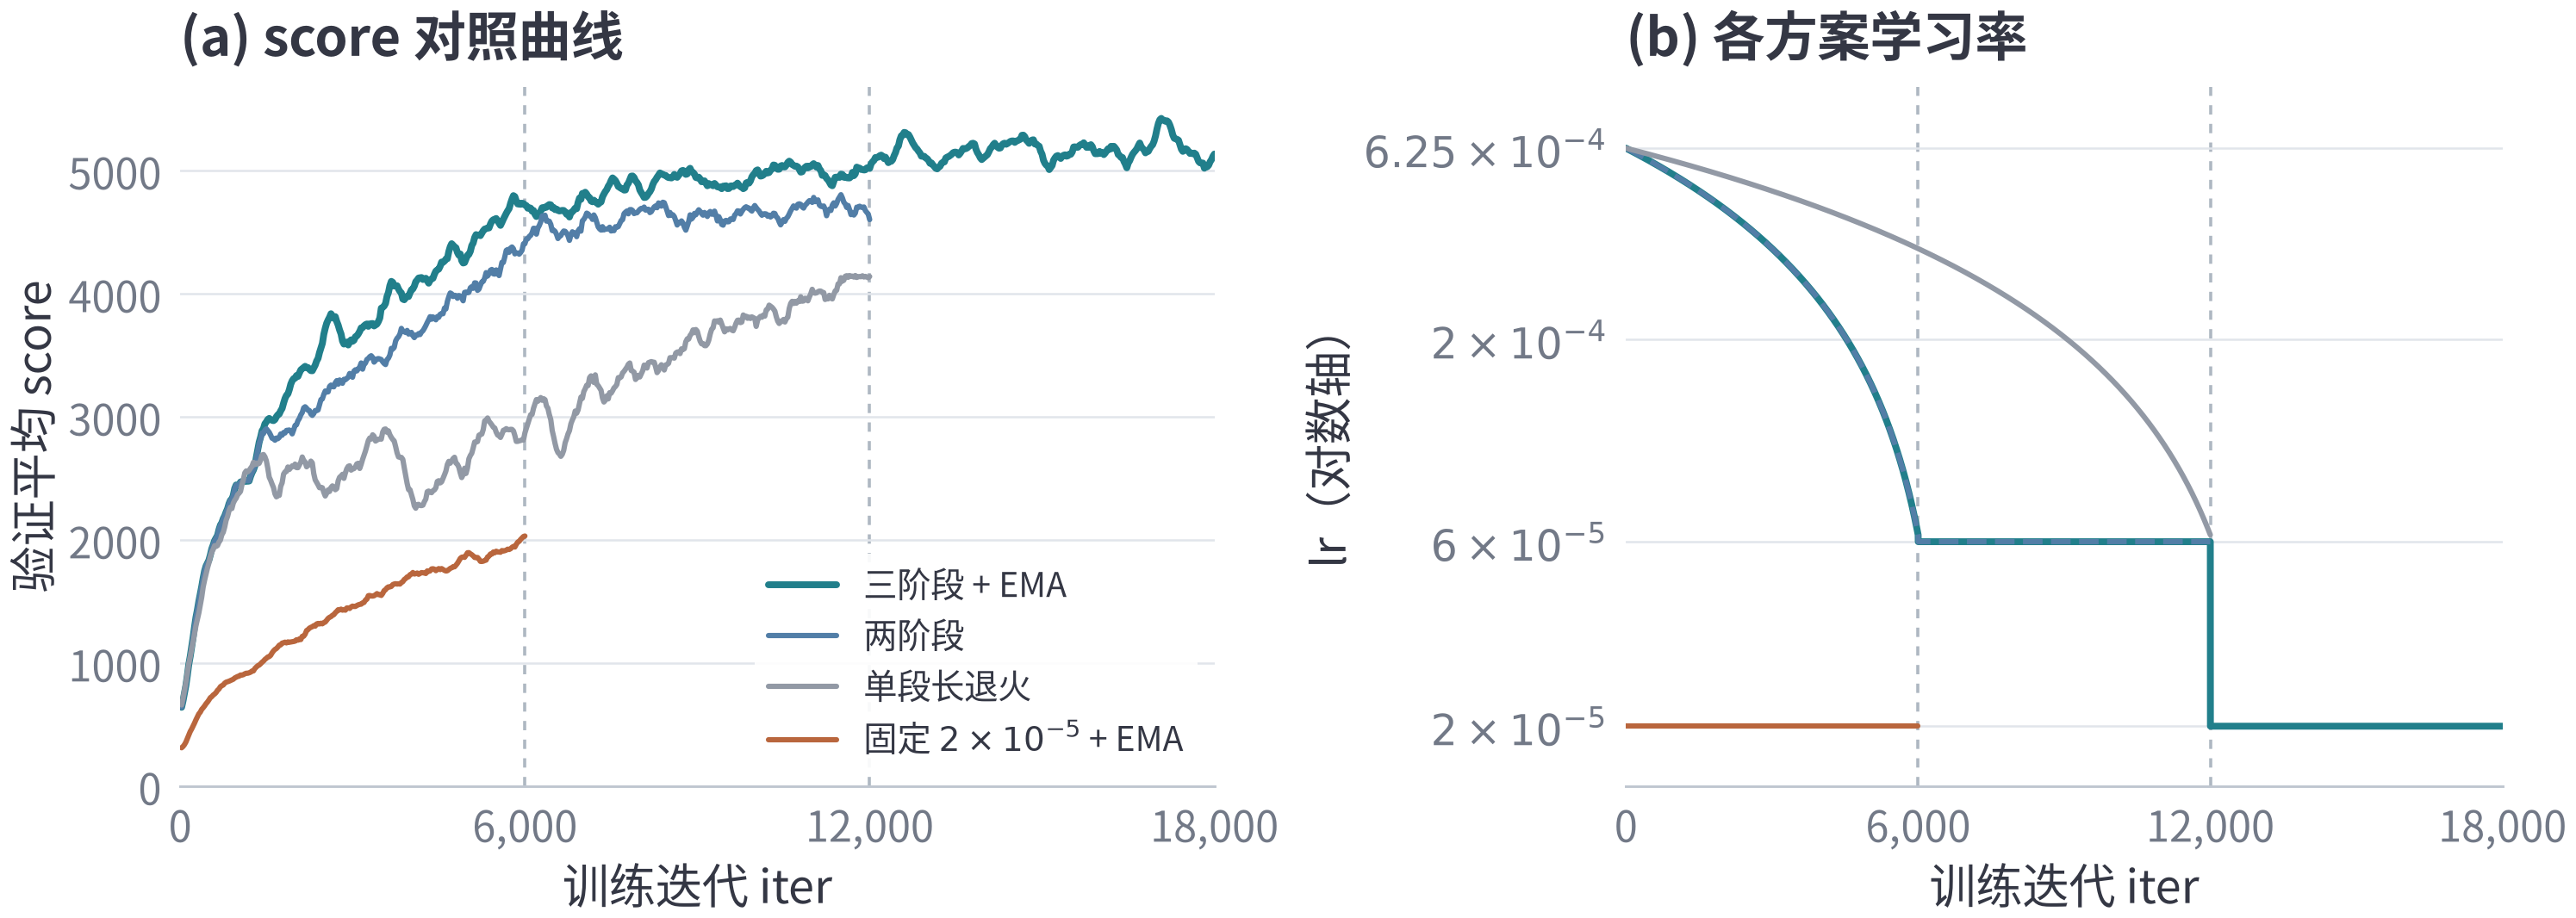 (a) score 对照曲线
验证平均 score
5000
4000
3000
2000
1000
0
0
6,000
12,000
18,000
训练迭代 iter
三阶段 + EMA
两阶段
单段长退火
固定 2 × 10⁻⁵ + EMA
(b) 各方案学习率
lr（对数轴）
6.25 × 10⁻⁴
2 × 10⁻⁴
6 × 10⁻⁵
2 × 10⁻⁵
0
6,000
12,000
18,000
训练迭代 iter